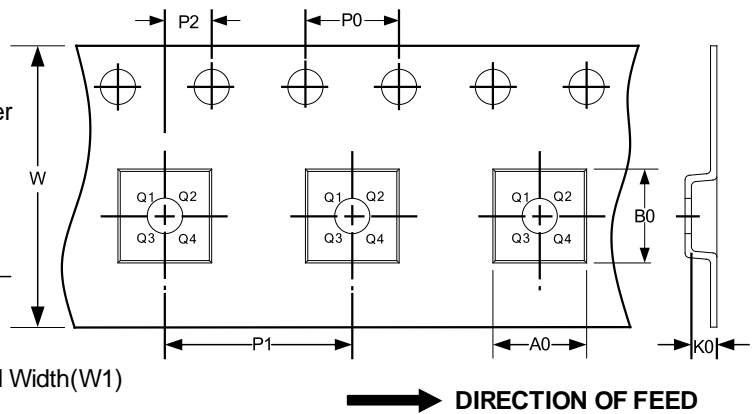 P2 P0
er
W
Q1 Q2 Q1 Q2 Q1 Q2
B0
Q3 Q4 Q3 Q4 Q3 Q4
P1 A0 K0
Width(W1)
DIRECTION OF FEED